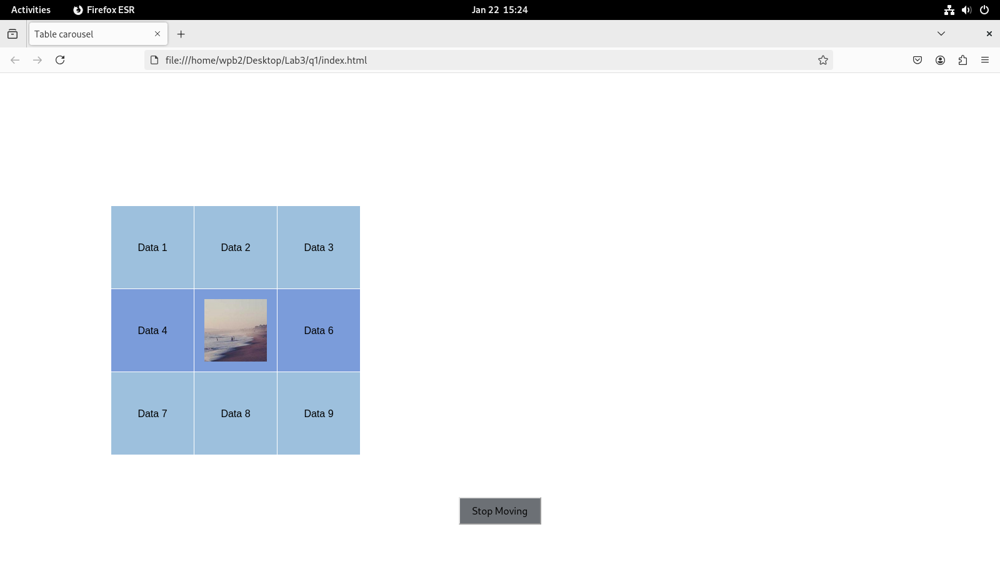 Activities Firefox ESR Jan 22 15:24
Table carousel
file:///home/wpb2/Desktop/Lab3/q1/index.html
Data 1 Data 2 Data 3
Data 4 Data 6
Data 7 Data 8 Data 9
Stop Moving